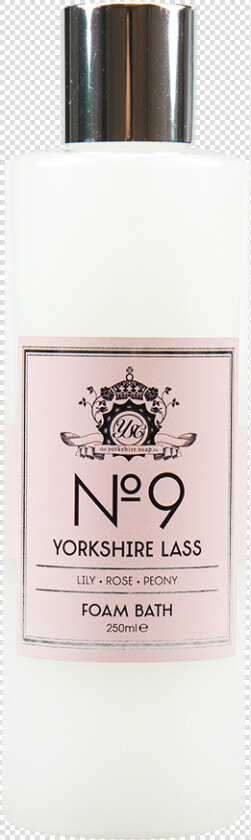 YSC
the yorkshire soap co
Nº9
YORKSHIRE LASS
LILY • ROSE • PEONY
FOAM BATH
250ml℮